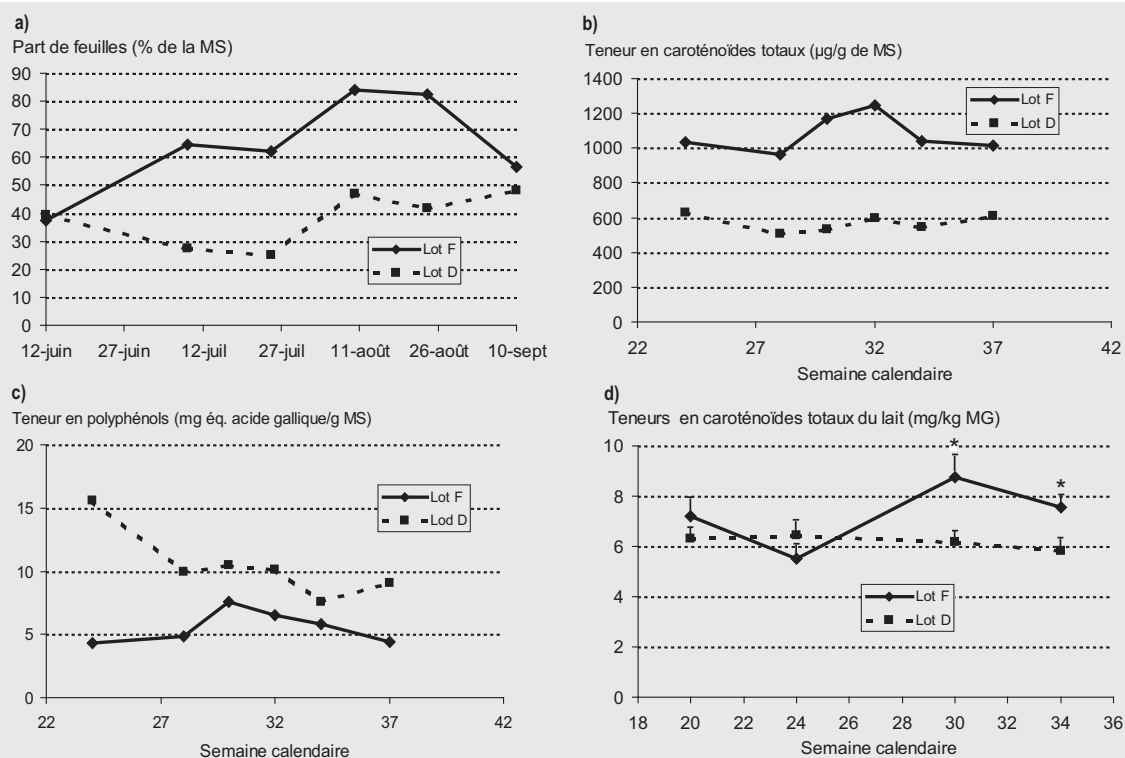 a)
Part de feuilles (% de la MS)
90
80
70
60
50
40
30
20
10
0
Lot F
Lot D
12-juin 27-juin 12-juil 27-juil 11-août 26-août 10-sept
b)
Teneur en caroténoïdes totaux (µg/g de MS)
1400
1200
1000
800
600
400
200
0
Lot F
Lot D
22 27 32 37 42
Semaine calendaire
c)
Teneur en polyphénols (mg éq. acide gallique/g MS)
20
15
10
5
0
Lot F
Lod D
22 27 32 37 42
Semaine calendaire
d)
Teneurs en caroténoïdes totaux du lait (mg/kg MG)
10
8
6
4
2
0
* 
*
Lot F
Lot D
18 20 22 24 26 28 30 32 34 36
Semaine calendaire